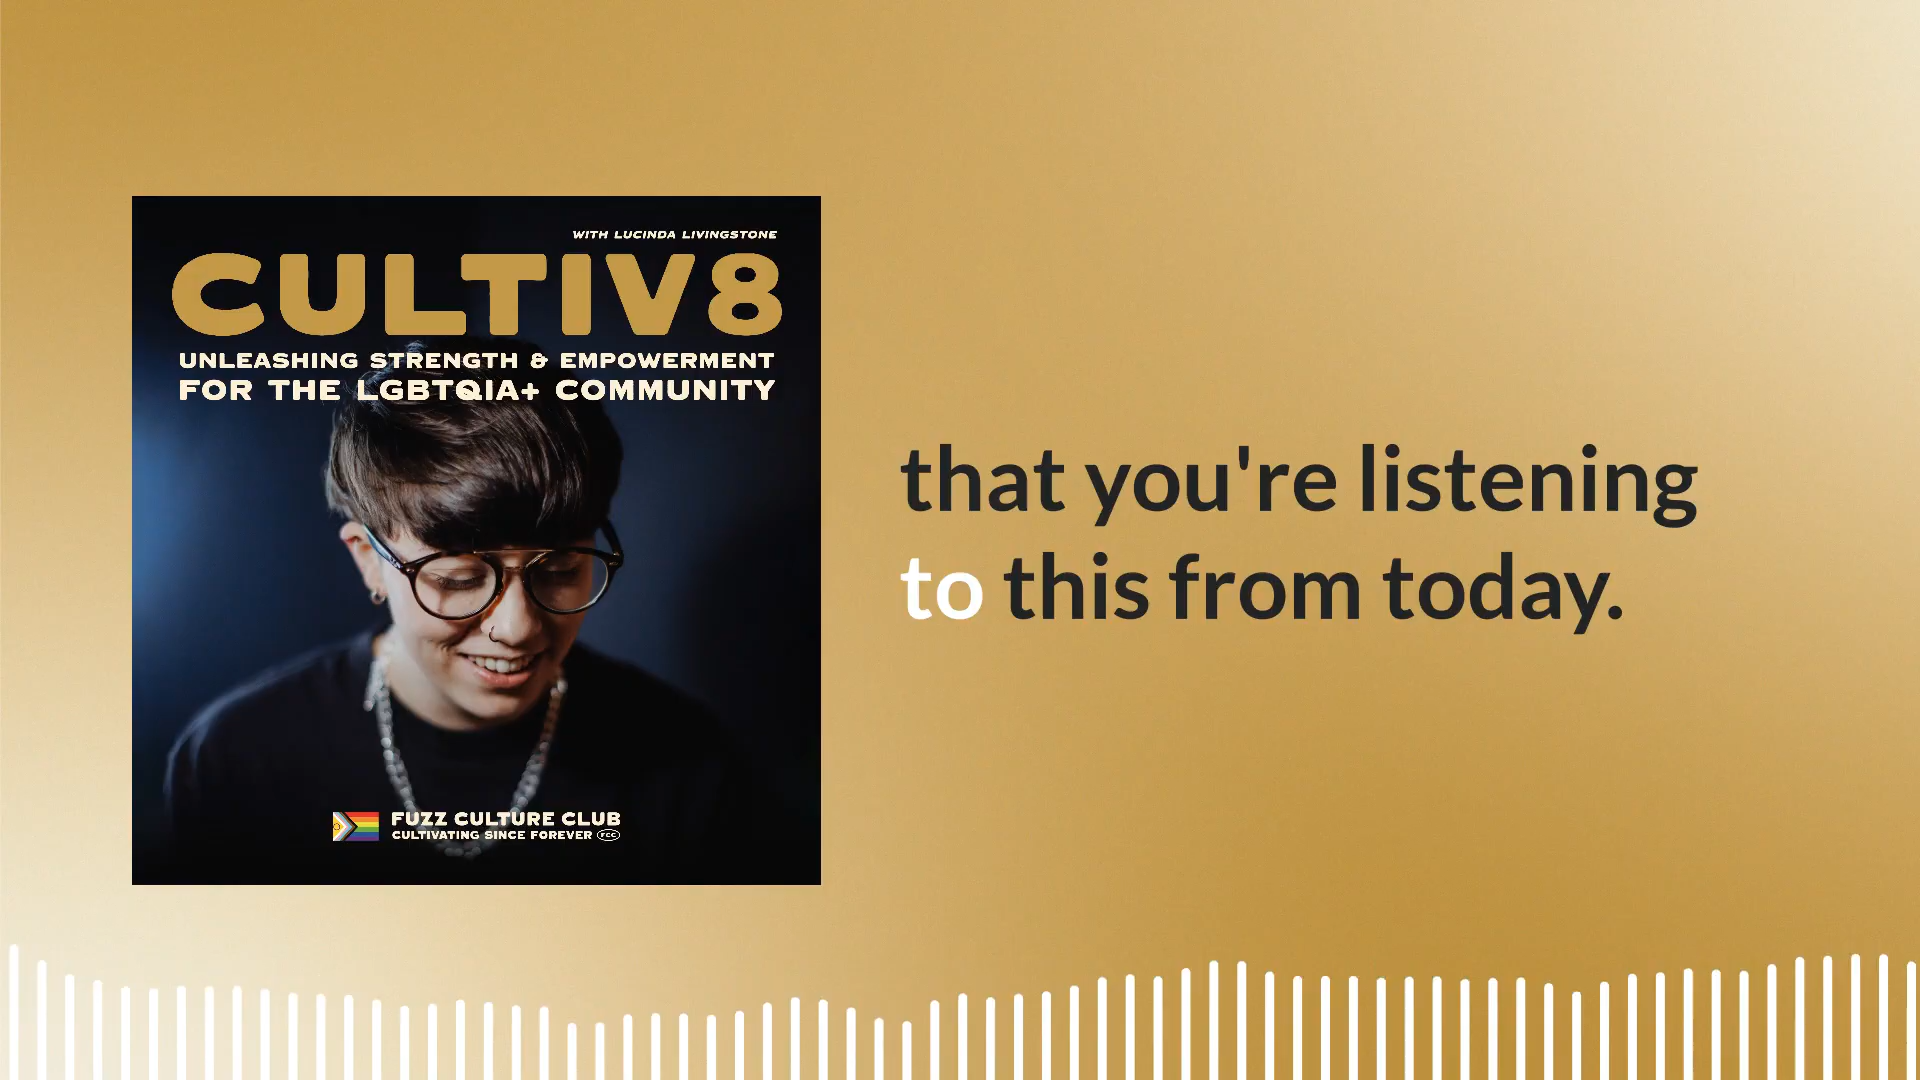 WITH LUCINDA LIVINGSTONE
CULTIV8
UNLEASHING STRENGTH & EMPOWERMENT
FOR THE LGBTQIA+ COMMUNITY
FUZZ CULTURE CLUB
CULTIVATING SINCE FOREVER FCC
that you're listening
to this from today.